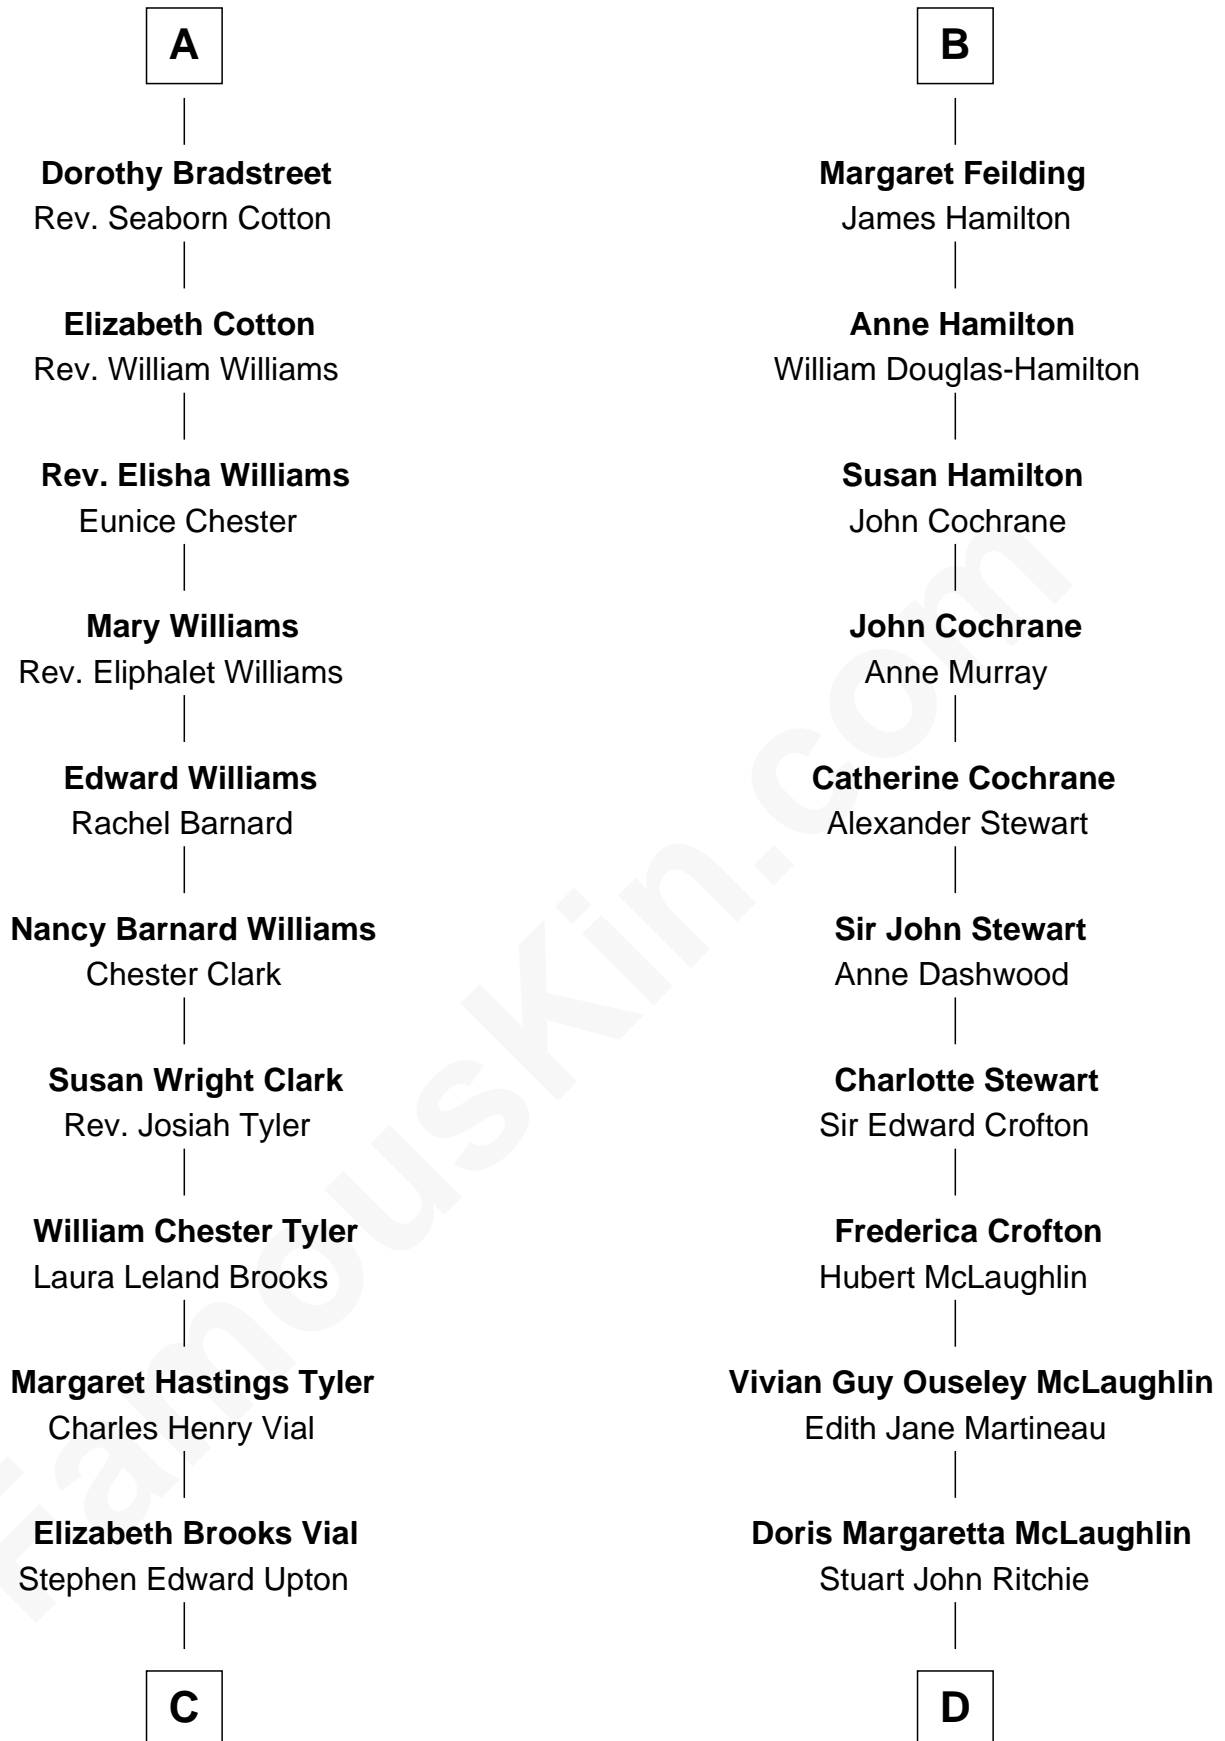 A
Dorothy Bradstreet
Rev. Seaborn Cotton
Elizabeth Cotton
Rev. William Williams
Rev. Elisha Williams
Eunice Chester
Mary Williams
Rev. Eliphalet Williams
Edward Williams
Rachel Barnard
Nancy Barnard Williams
Chester Clark
Susan Wright Clark
Rev. Josiah Tyler
William Chester Tyler
Laura Leland Brooks
Margaret Hastings Tyler
Charles Henry Vial
Elizabeth Brooks Vial
Stephen Edward Upton
C
B
Margaret Feilding
James Hamilton
Anne Hamilton
William Douglas-Hamilton
Susan Hamilton
John Cochrane
John Cochrane
Anne Murray
Catherine Cochrane
Alexander Stewart
Sir John Stewart
Anne Dashwood
Charlotte Stewart
Sir Edward Crofton
Frederica Crofton
Hubert McLaughlin
Vivian Guy Ouseley McLaughlin
Edith Jane Martineau
Doris Margaretta McLaughlin
Stuart John Ritchie
D
FamousKin.com